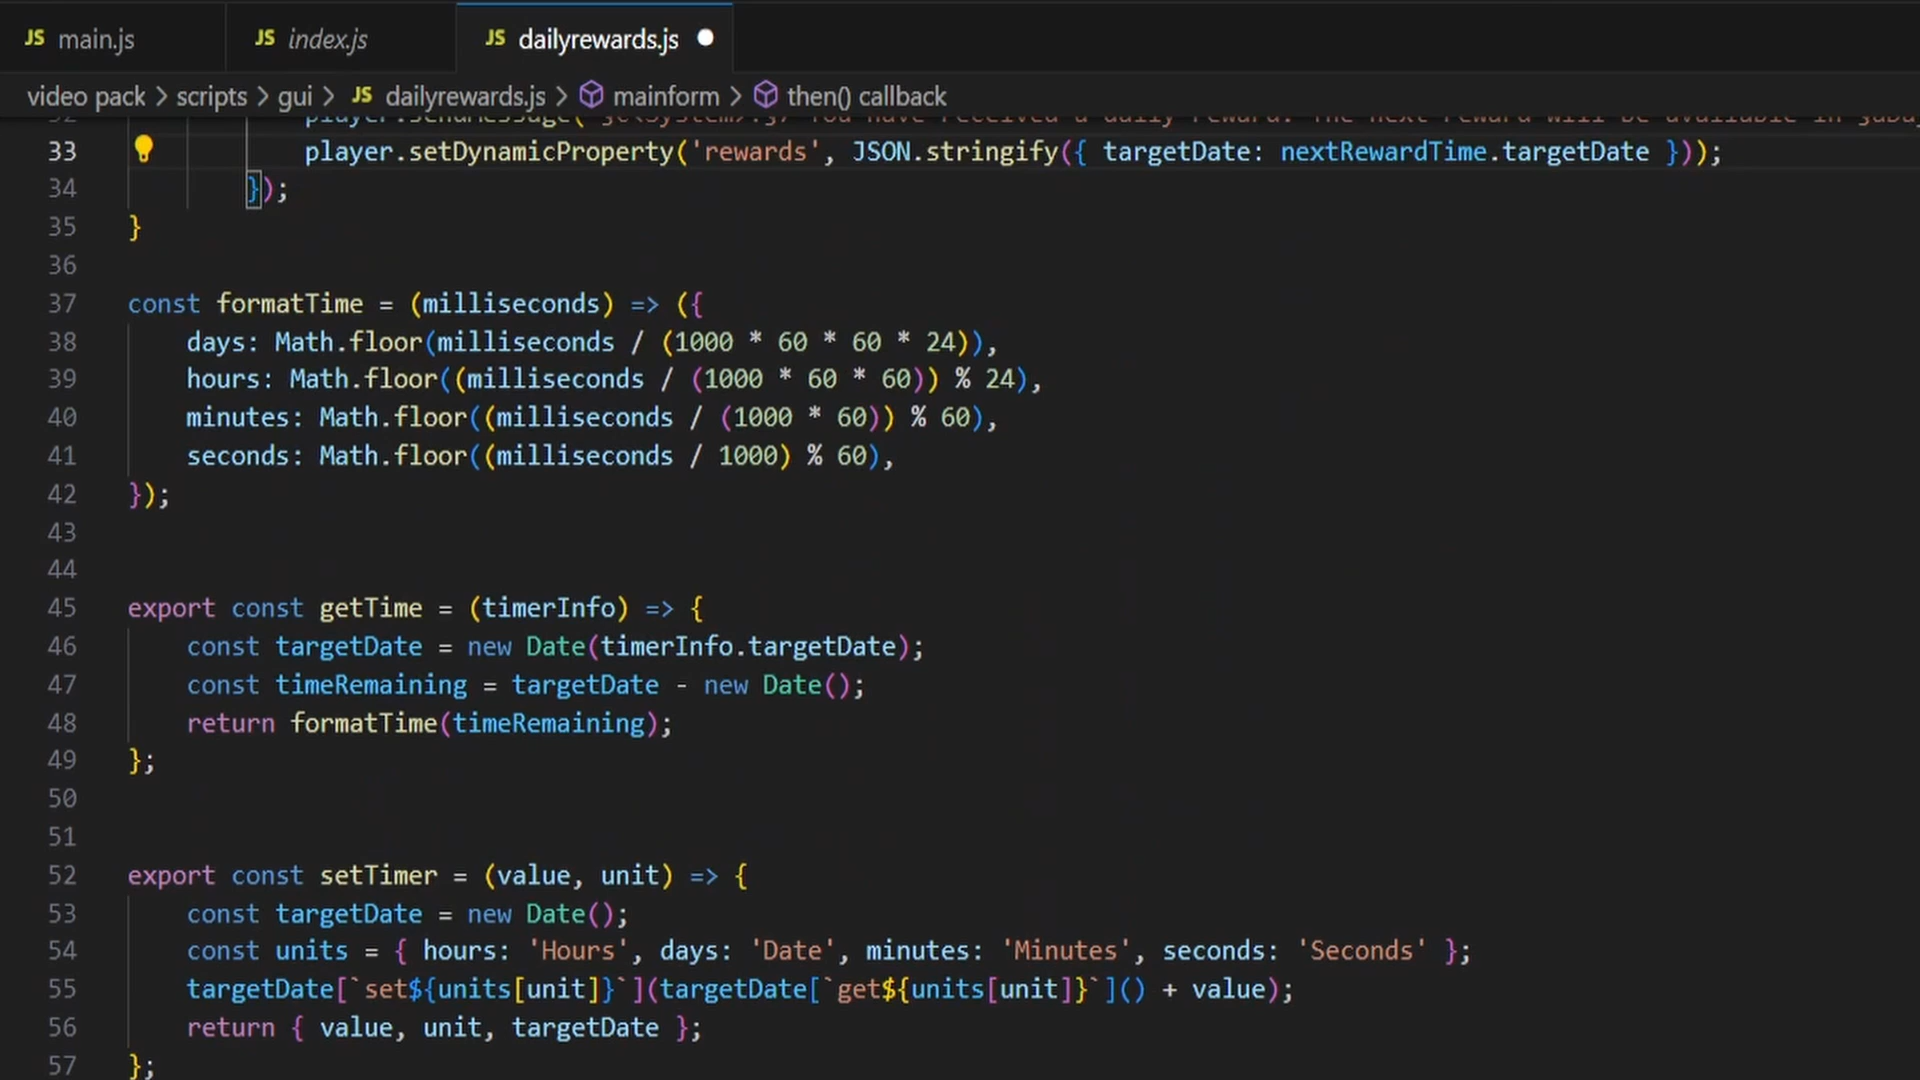 JS main.js JS index.js JS dailyrewards.js
video pack > scripts > gui > JS dailyrewards.js > mainform > then() callback
33 player.setDynamicProperty('rewards', JSON.stringify({ targetDate: nextRewardTime.targetDate }));
34 });
35 }
36
37 const formatTime = (milliseconds) => ({
38 days: Math.floor(milliseconds / (1000 * 60 * 60 * 24)),
39 hours: Math.floor((milliseconds / (1000 * 60 * 60)) % 24),
40 minutes: Math.floor((milliseconds / (1000 * 60)) % 60),
41 seconds: Math.floor((milliseconds / 1000) % 60),
42 });
43
44
45 export const getTime = (timerInfo) => {
46 const targetDate = new Date(timerInfo.targetDate);
47 const timeRemaining = targetDate - new Date();
48 return formatTime(timeRemaining);
49 };
50
51
52 export const setTimer = (value, unit) => {
53 const targetDate = new Date();
54 const units = { hours: 'Hours', days: 'Date', minutes: 'Minutes', seconds: 'Seconds' };
55 targetDate[`set${units[unit]}`](targetDate[`get${units[unit]}`]() + value);
56 return { value, unit, targetDate };
57 };